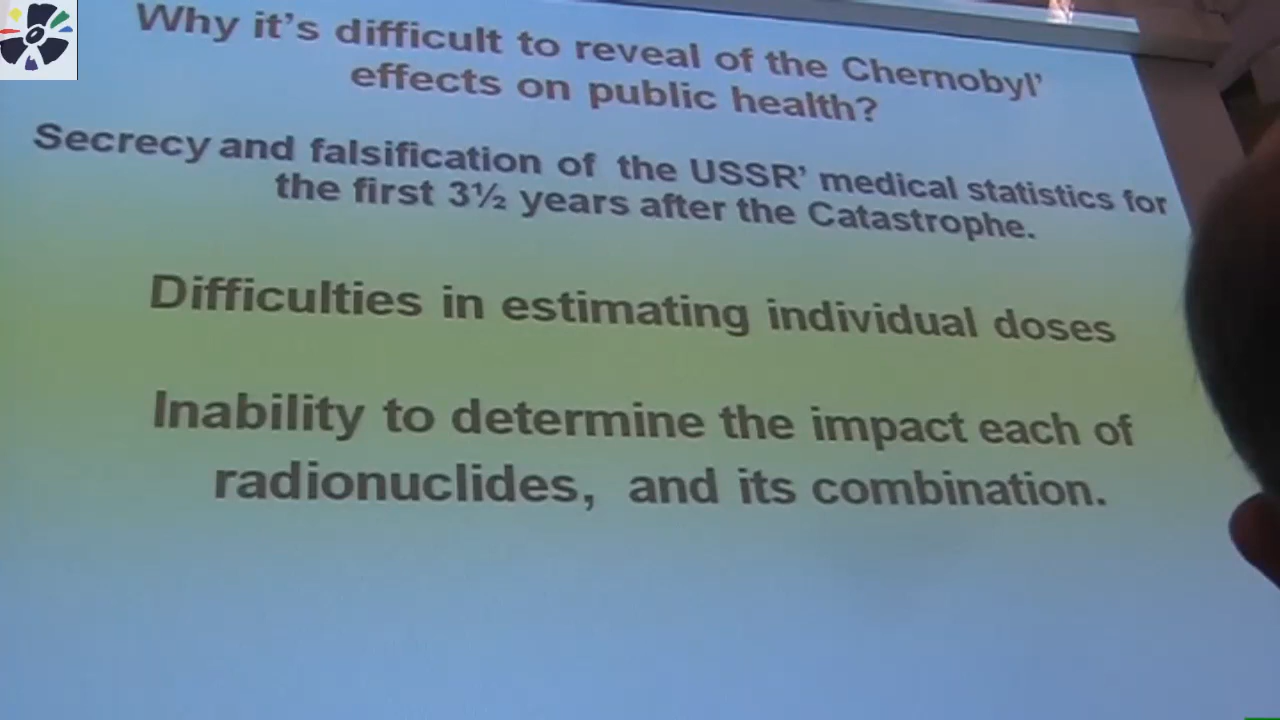 Why it’s difficult to reveal of the Chernobyl’
effects on public health?
Secrecy and falsification of the USSR’ medical statistics for
the first 3½ years after the Catastrophe.
Difficulties in estimating individual doses
Inability to determine the impact each of
radionuclides, and its combination.